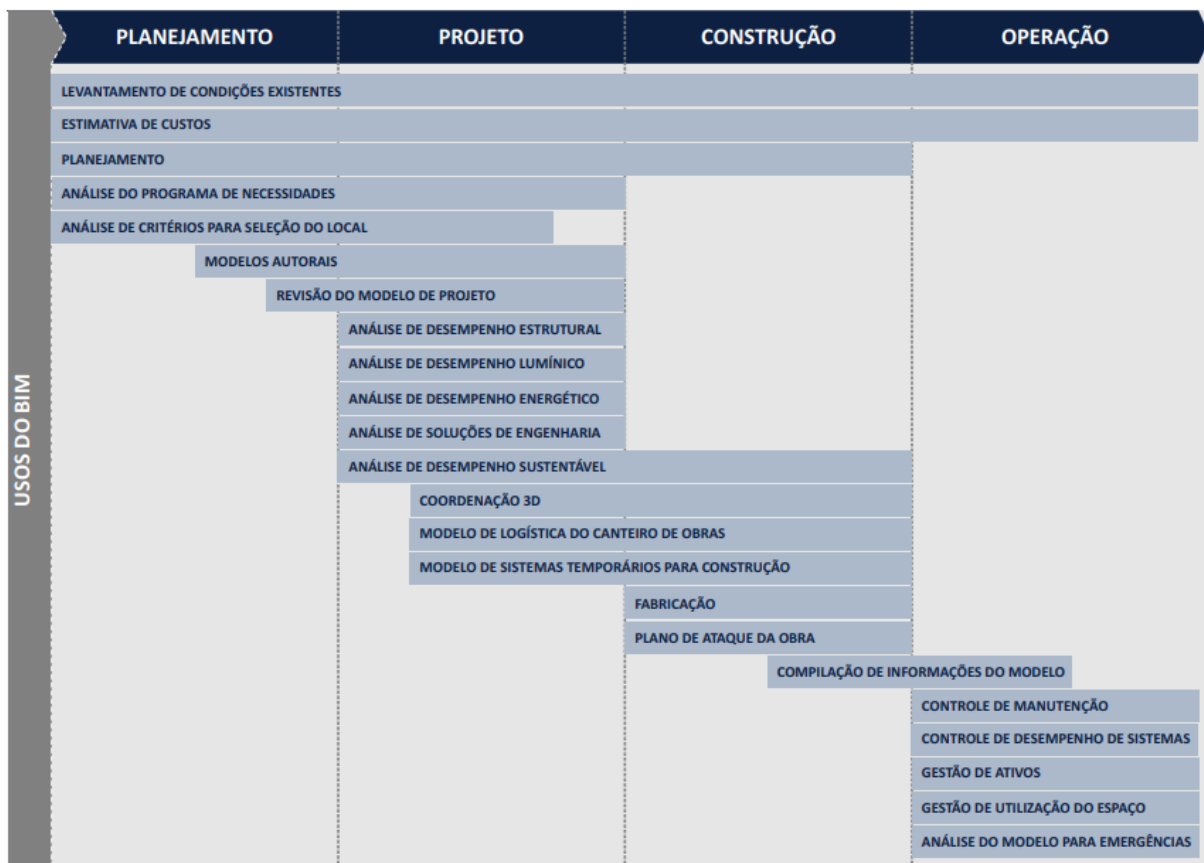 PLANEJAMENTO
PROJETO
CONSTRUÇÃO
OPERAÇÃO
USOS DO BIM
LEVANTAMENTO DE CONDIÇÕES EXISTENTES
ESTIMATIVA DE CUSTOS
PLANEJAMENTO
ANÁLISE DO PROGRAMA DE NECESSIDADES
ANÁLISE DE CRITÉRIOS PARA SELEÇÃO DO LOCAL
MODELOS AUTORAIS
REVISÃO DO MODELO DE PROJETO
ANÁLISE DE DESEMPENHO ESTRUTURAL
ANÁLISE DE DESEMPENHO LUMÍNICO
ANÁLISE DE DESEMPENHO ENERGÉTICO
ANÁLISE DE SOLUÇÕES DE ENGENHARIA
ANÁLISE DE DESEMPENHO SUSTENTÁVEL
COORDENAÇÃO 3D
MODELO DE LOGÍSTICA DO CANTEIRO DE OBRAS
MODELO DE SISTEMAS TEMPORÁRIOS PARA CONSTRUÇÃO
FABRICAÇÃO
PLANO DE ATAQUE DA OBRA
COMPILAÇÃO DE INFORMAÇÕES DO MODELO
CONTROLE DE MANUTENÇÃO
CONTROLE DE DESEMPENHO DE SISTEMAS
GESTÃO DE ATIVOS
GESTÃO DE UTILIZAÇÃO DO ESPAÇO
ANÁLISE DO MODELO PARA EMERGÊNCIAS